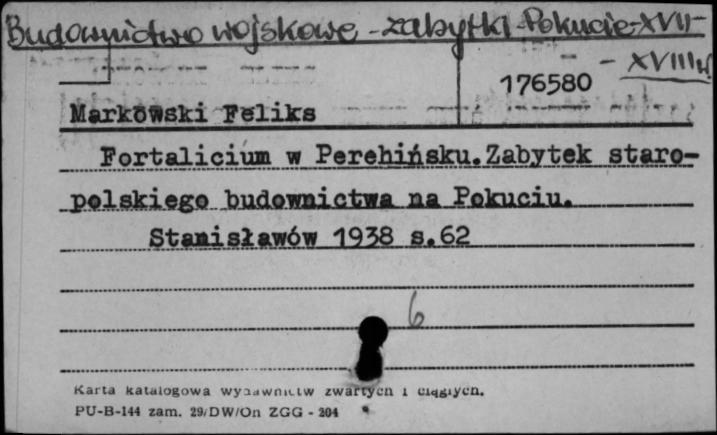 Budownictwo wojskowe - zabytki Pokucie - XVII-
- XVIII w
176580
Markowski Feliks
Fortalicium w Perehińsku. Zabytek staro-
polskiego budownictwa na Pokuciu.
Stanisławów 1938 s.62
6
Karta katalogowa wydawnictw zwartych i ciągłych.
PU-B-144 zam. 29/DW/On ZGG - 204